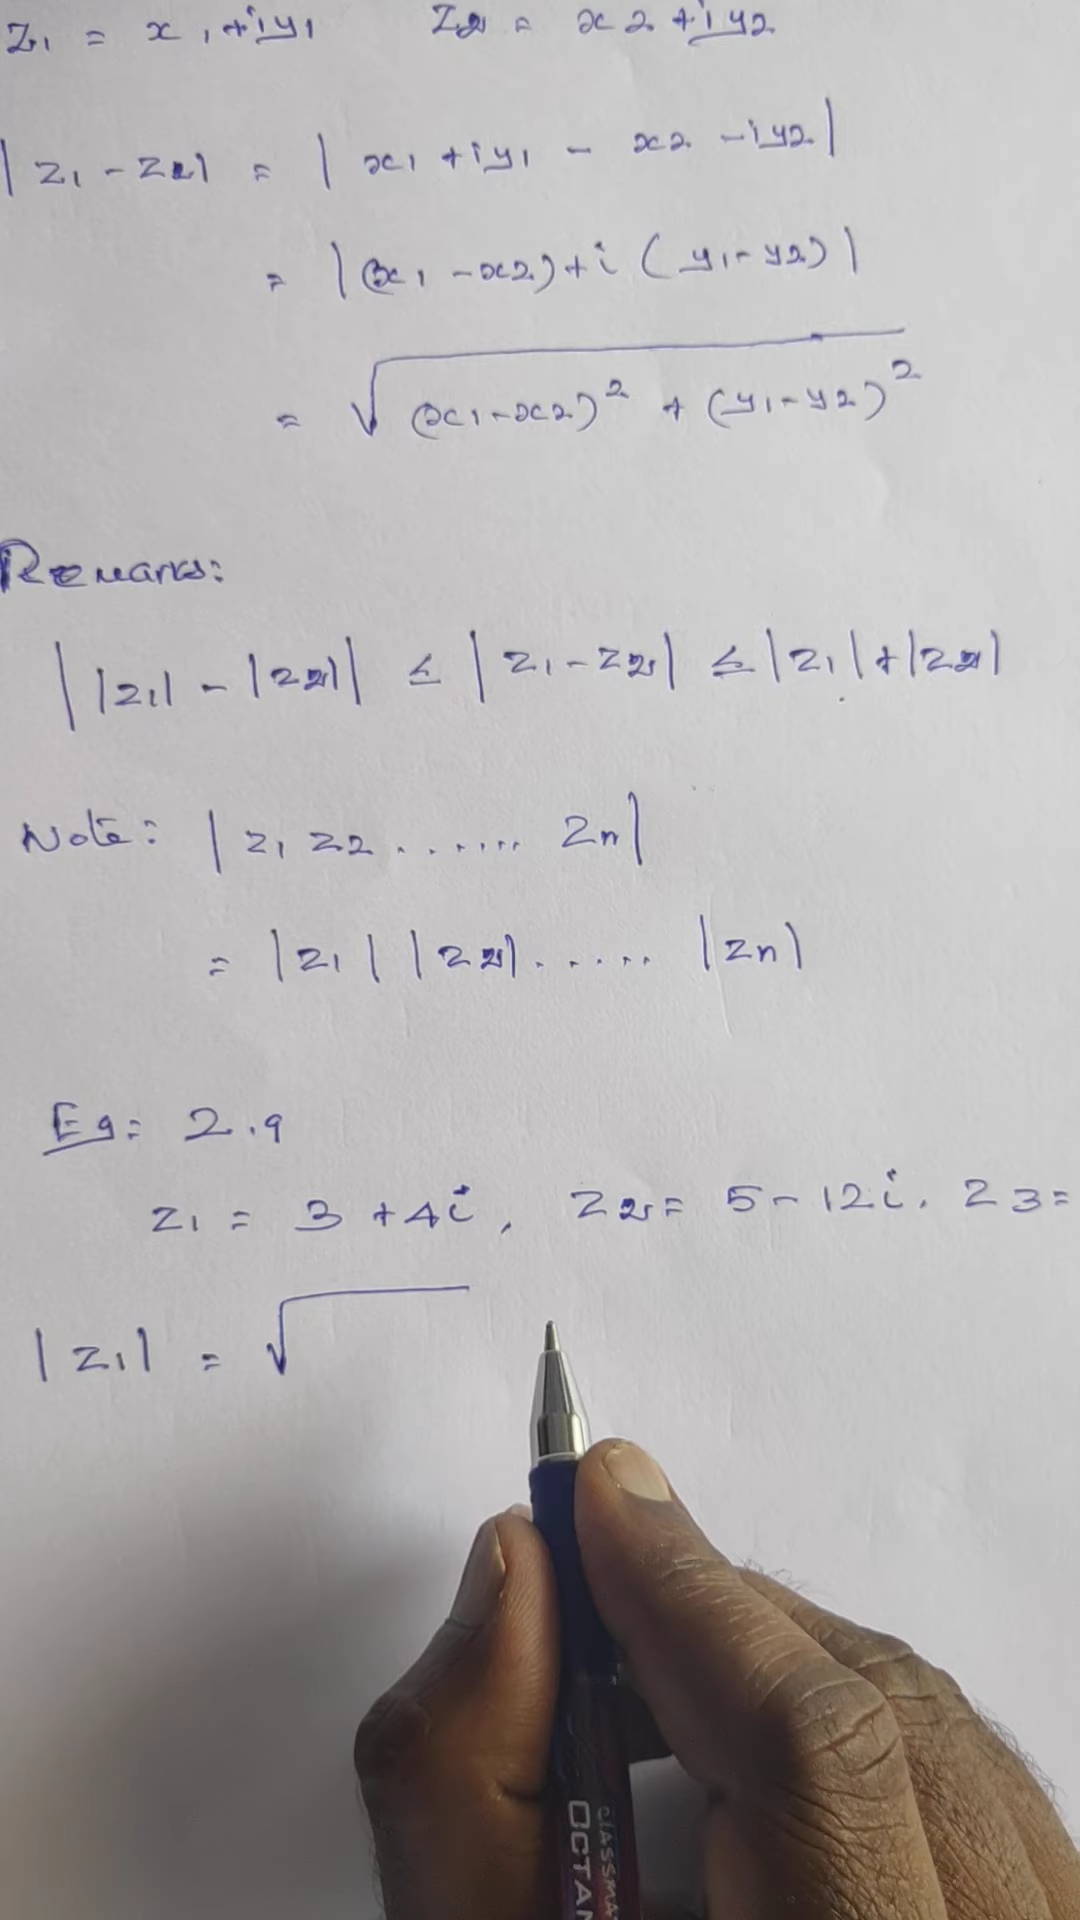 z₁ = x₁+iy₁ z₂ = x₂+iy₂
|z₁-z₂| = |x₁+iy₁ - x₂-iy₂|
= |(x₁-x₂)+i(y₁-y₂)|
= √(x₁-x₂)²+(y₁-y₂)²
Remarks:
||z₁|-|z₂|| ≤ |z₁-z₂| ≤ |z₁|+|z₂|
Note: |z₁ z₂ ....... zn|
= |z₁| |z₂| ...... |zn|
Eg: 2.9
z₁ = 3+4i, z₂ = 5-12i, z₃ =
|z₁| = √
CLASSMA
OCTAN